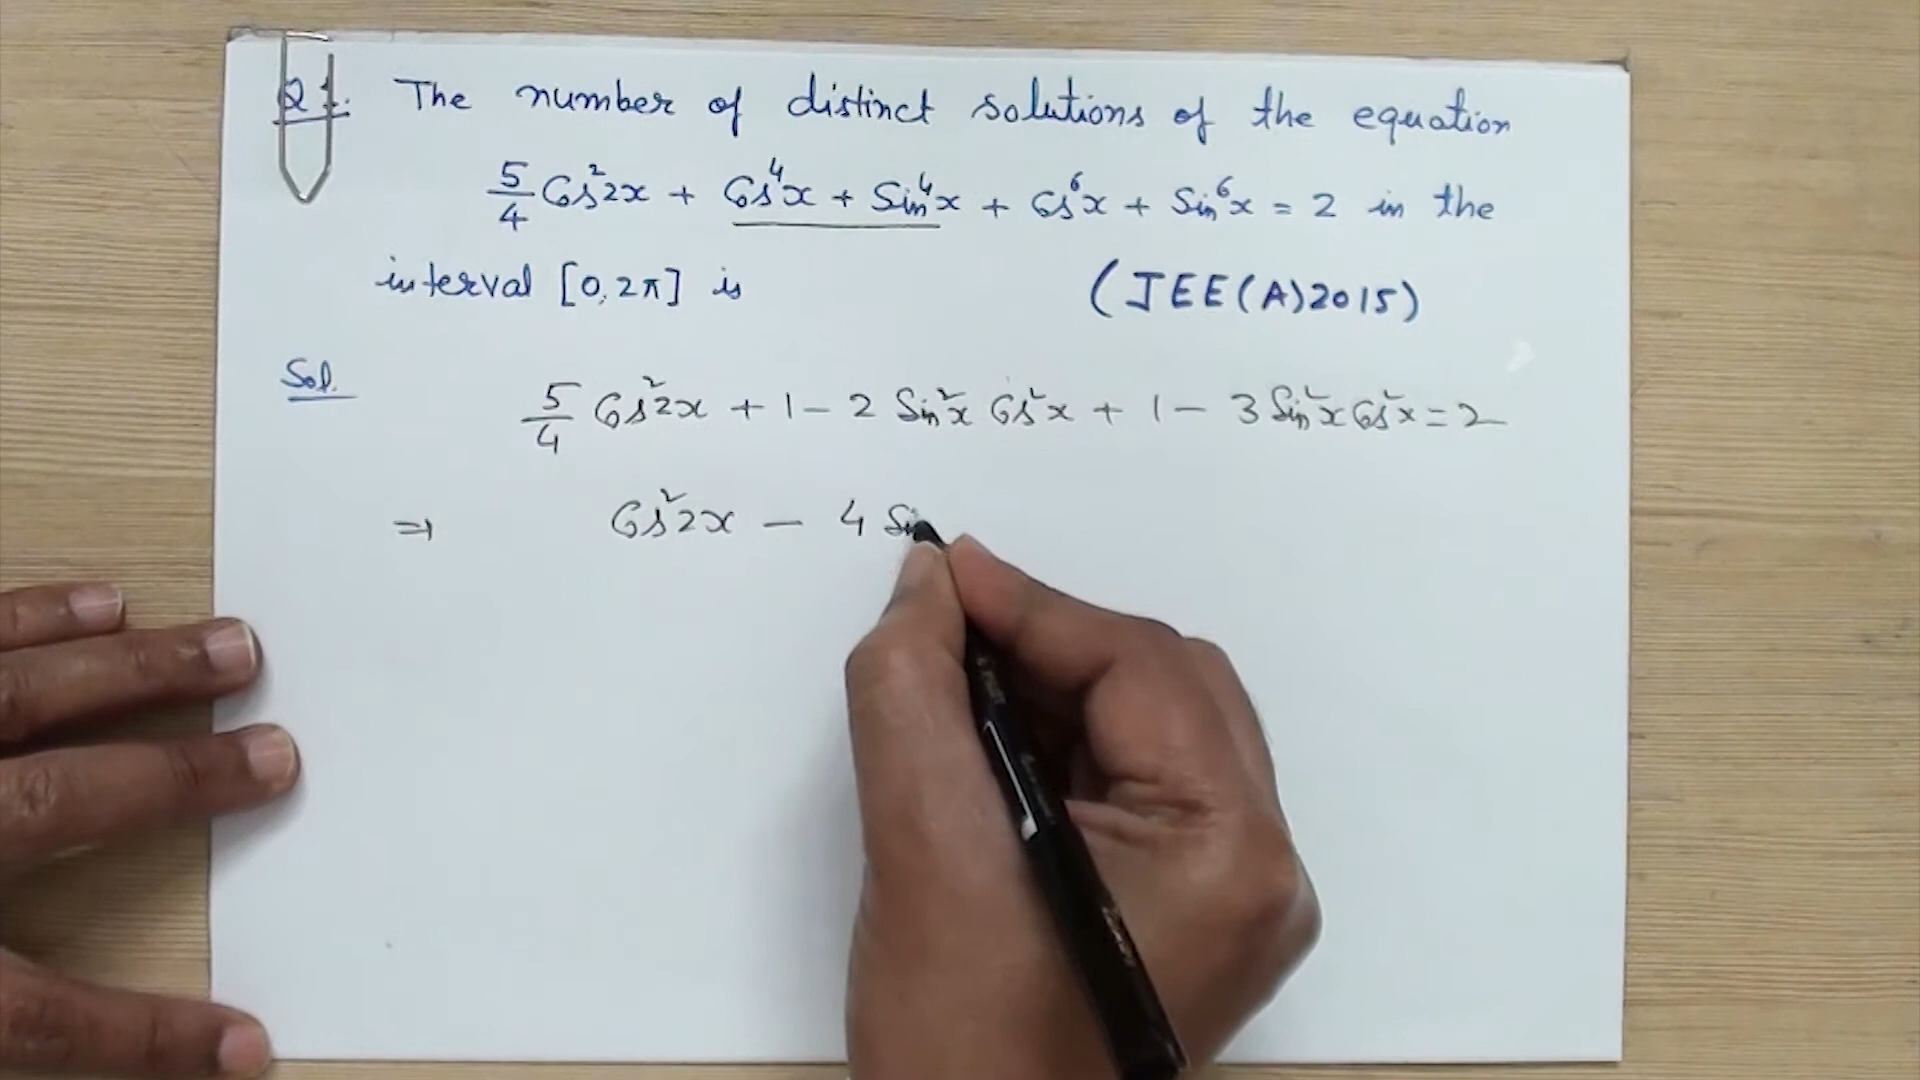 Q1. The number of distinct solutions of the equation
5/4 Cos²2x + Cos⁴x + Sin⁴x + Cos⁶x + Sin⁶x = 2 in the
interval [0, 2π] is (JEE(A)2015)
Sol.
5/4 Cos²2x + 1 - 2 Sin²x Cos²x + 1 - 3 Sin²x Cos²x = 2
⇒ Cos²2x - 4 Sin